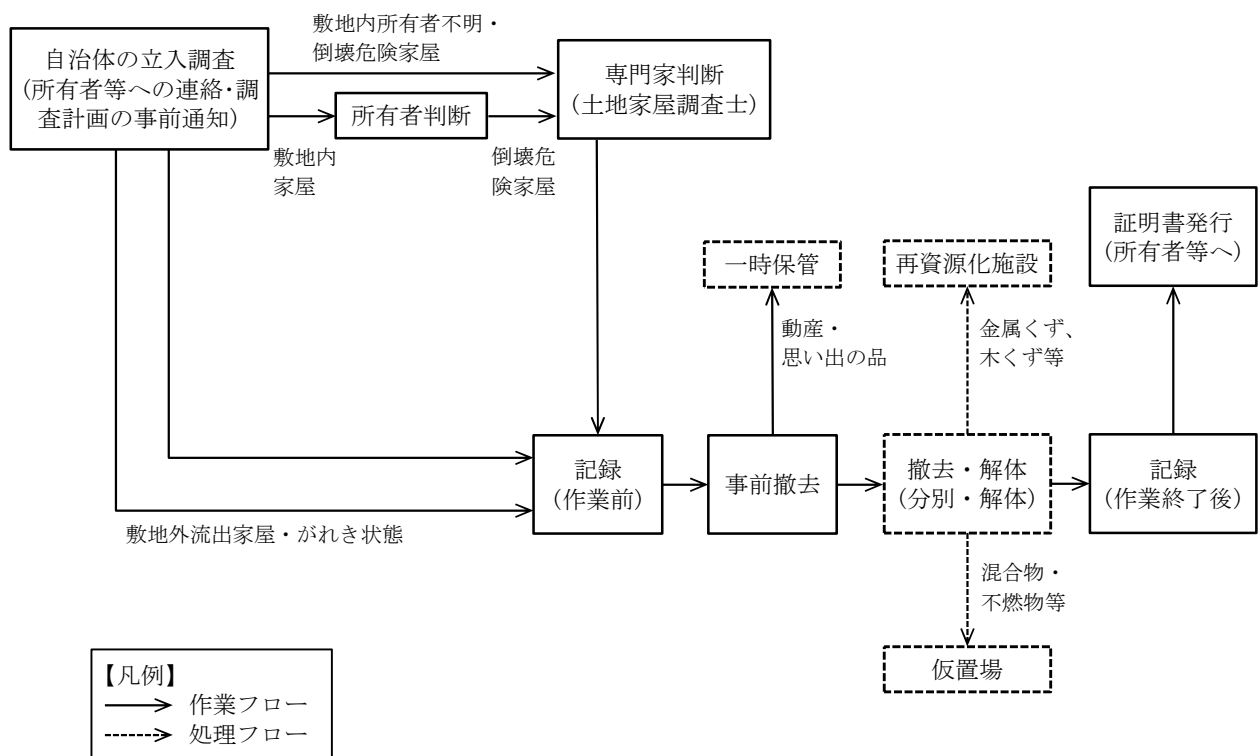 敷地内所有者不明・
倒壊危険家屋
自治体の立入調査
(所有者等への連絡・調
査計画の事前通知)
専門家判断
(土地家屋調査士)
所有者判断
敷地内
家屋
倒壊危
険家屋
証明書発行
(所有者等へ)
一時保管
再資源化施設
動産・
思い出の品
金属くず、
木くず等
記録
(作業前)
事前撤去
撤去・解体
(分別・解体)
記録
(作業終了後)
敷地外流出家屋・がれき状態
混合物・
不燃物等
仮置場
【凡例】
作業フロー
処理フロー